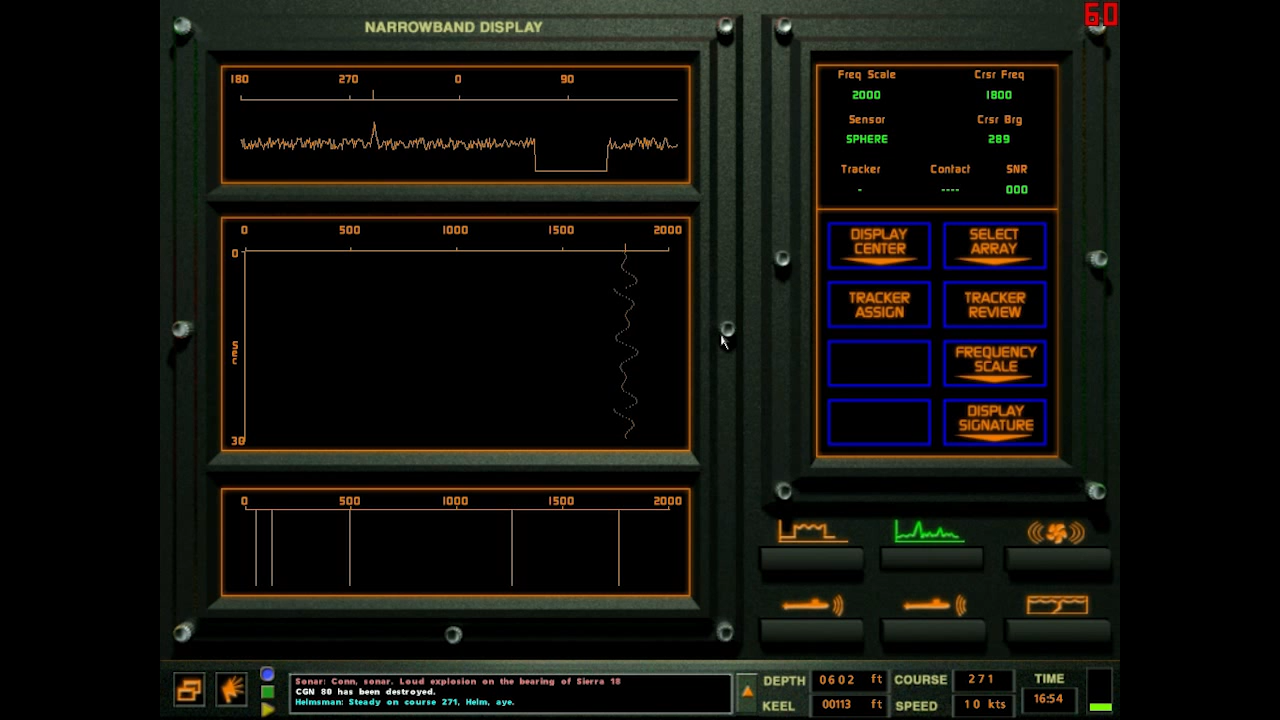 60
NARROWBAND DISPLAY
180 270 0 90
0 500 1000 1500 2000
0
Sec
30
0 500 1000 1500 2000
Freq Scale Crsr Freq
2000 1800
Sensor Crsr Brg
SPHERE 289
Tracker Contact SNR
- ---- 000
DISPLAY CENTER
SELECT ARRAY
TRACKER ASSIGN
TRACKER REVIEW
FREQUENCY SCALE
DISPLAY SIGNATURE
Sonar: Conn, sonar. Loud explosion on the bearing of Sierra 18
CGN 80 has been destroyed.
Helmsman: Steady on course 271, Helm, aye.
DEPTH 0602 ft COURSE 271 TIME
KEEL 00113 ft SPEED 10 kts 16:54